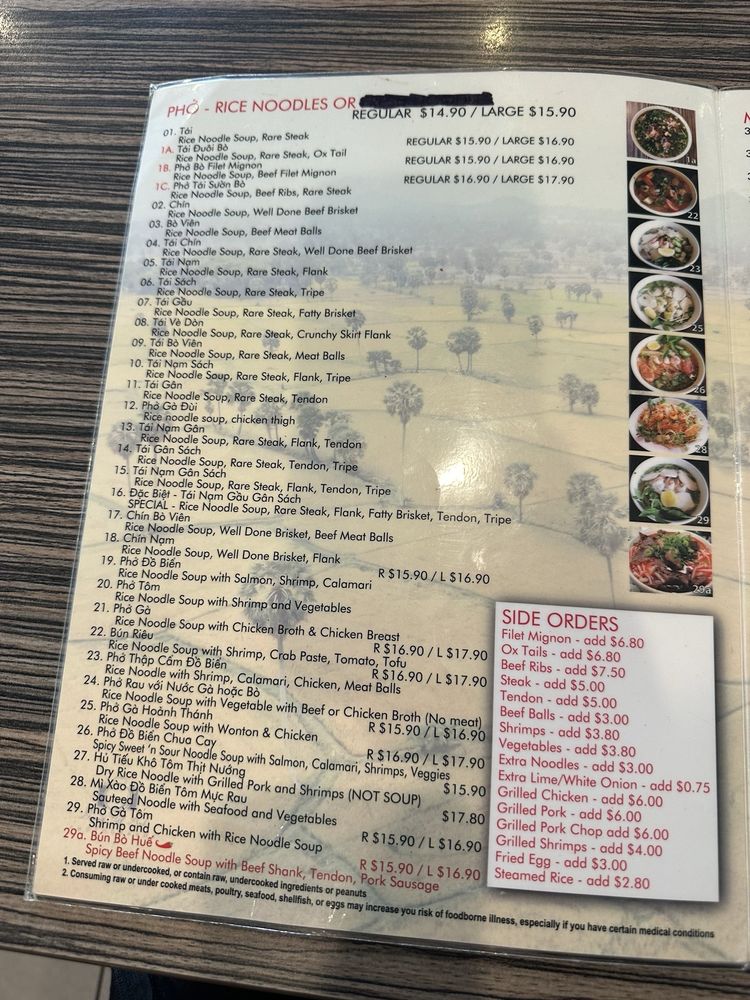 PHỞ - RICE NOODLES OR
REGULAR $14.90 / LARGE $15.90
01. Tái
Rice Noodle Soup, Rare Steak
1A. Tái Đuôi Bò REGULAR $15.90 / LARGE $16.90
Rice Noodle Soup, Rare Steak, Ox Tail
1B. Phở Bò Filet Mignon REGULAR $15.90 / LARGE $16.90
Rice Noodle Soup, Beef Filet Mignon
1C. Phở Tái Sườn Bò REGULAR $16.90 / LARGE $17.90
Rice Noodle Soup, Beef Ribs, Rare Steak
02. Chín
Rice Noodle Soup, Well Done Beef Brisket
03. Bò Viên
Rice Noodle Soup, Beef Meat Balls
04. Tái Chín
Rice Noodle Soup, Rare Steak, Well Done Beef Brisket
05. Tái Nạm
Rice Noodle Soup, Rare Steak, Flank
06. Tái Sách
Rice Noodle Soup, Rare Steak, Tripe
07. Tái Gầu
Rice Noodle Soup, Rare Steak, Fatty Brisket
08. Tái Vè Dòn
Rice Noodle Soup, Rare Steak, Crunchy Skirt Flank
09. Tái Bò Viên
Rice Noodle Soup, Rare Steak, Meat Balls
10. Tái Nạm Sách
Rice Noodle Soup, Rare Steak, Flank, Tripe
11. Tái Gân
Rice Noodle Soup, Rare Steak, Tendon
12. Phở Gà Đùi
Rice noodle soup, chicken thigh
13. Tái Nạm Gân
Rice Noodle Soup, Rare Steak, Flank, Tendon
14. Tái Gân Sách
Rice Noodle Soup, Rare Steak, Tendon, Tripe
15. Tái Nạm Gân Sách
Rice Noodle Soup, Rare Steak, Flank, Tendon, Tripe
16. Đặc Biệt - Tái Nạm Gầu Gân Sách
SPECIAL - Rice Noodle Soup, Rare Steak, Flank, Fatty Brisket, Tendon, Tripe
17. Chín Bò Viên
Rice Noodle Soup, Well Done Brisket, Beef Meat Balls
18. Chín Nạm
Rice Noodle Soup, Well Done Brisket, Flank
19. Phở Đồ Biển R $15.90 / L $16.90
Rice Noodle Soup with Salmon, Shrimp, Calamari
20. Phở Tôm
Rice Noodle Soup with Shrimp and Vegetables
21. Phở Gà
Rice Noodle Soup with Chicken Broth & Chicken Breast
22. Bún Riêu R $16.90 / L $17.90
Rice Noodle Soup with Shrimp, Crab Paste, Tomato, Tofu
23. Phở Thập Cẩm Đồ Biển R $16.90 / L $17.90
Rice Noodle with Shrimp, Calamari, Chicken, Meat Balls
24. Phở Rau với Nước Gà hoặc Bò
Rice Noodle Soup with Vegetable with Beef or Chicken Broth (No meat)
25. Phở Gà Hoành Thánh R $15.90 / L $16.90
Rice Noodle Soup with Wonton & Chicken
26. Phở Đồ Biển Chua Cay R $16.90 / L $17.90
Spicy Sweet 'n Sour Noodle Soup with Salmon, Calamari, Shrimps, Veggies
27. Hủ Tiếu Khô Tôm Thịt Nướng $15.90
Dry Rice Noodle with Grilled Pork and Shrimps (NOT SOUP)
28. Mì Xào Đồ Biển Tôm Mực Rau $17.80
Sauteed Noodle with Seafood and Vegetables
29. Phở Gà Tôm R $15.90 / L $16.90
Shrimp and Chicken with Rice Noodle Soup
29a. Bún Bò Huế R $15.90 / L $16.90
Spicy Beef Noodle Soup with Beef Shank, Tendon, Pork Sausage
1. Served raw or undercooked, or contain raw, undercooked ingredients or peanuts
2. Consuming raw or under cooked meats, poultry, seafood, shellfish, or eggs may increase you risk of foodborne illness, especially if you have certain medical conditions
1a
22
23
25
26
28
29
29a
SIDE ORDERS
Filet Mignon - add $6.80
Ox Tails - add $6.80
Beef Ribs - add $7.50
Steak - add $5.00
Tendon - add $5.00
Beef Balls - add $3.00
Shrimps - add $3.80
Vegetables - add $3.80
Extra Noodles - add $3.00
Extra Lime/White Onion - add $0.75
Grilled Chicken - add $6.00
Grilled Pork - add $6.00
Grilled Pork Chop add $6.00
Grilled Shrimps - add $4.00
Fried Egg - add $3.00
Steamed Rice - add $2.80